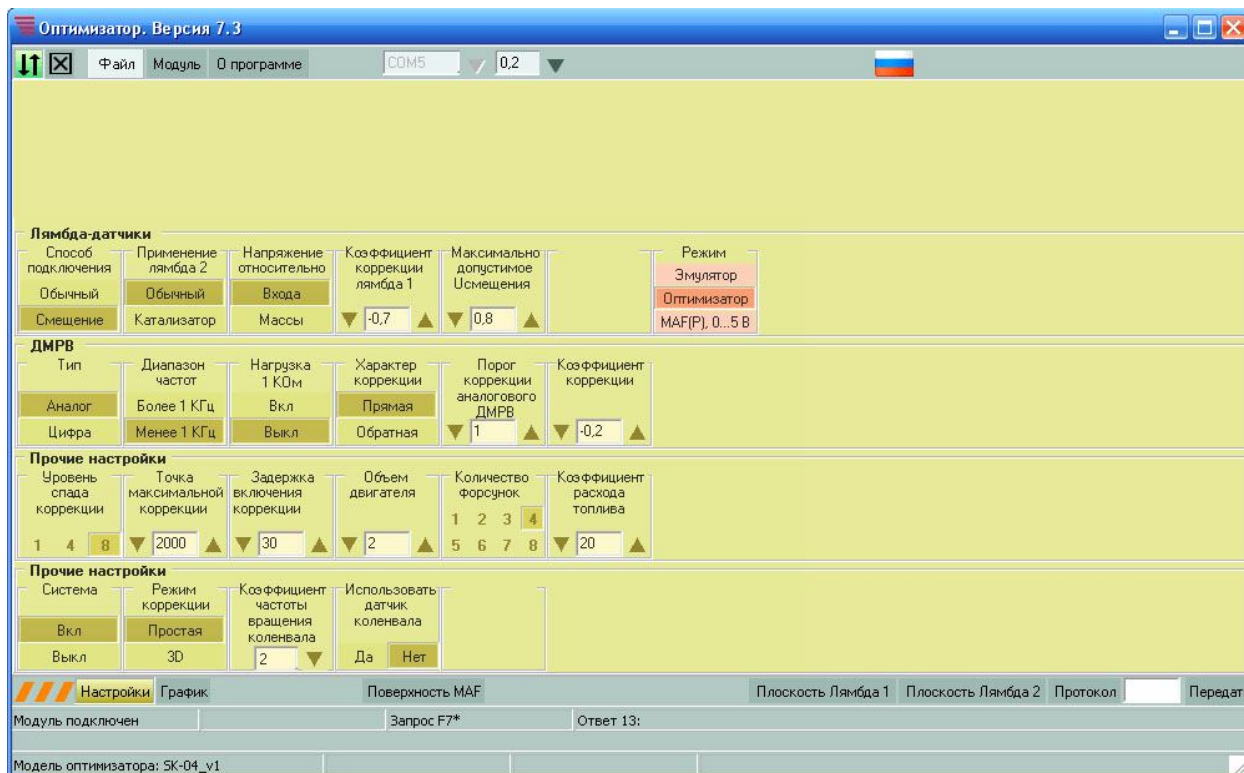 Оптимизатор. Версия 7.3
Файл Модуль О программе COM5 0,2
Лямбда-датчики
Способ подключения
Обычный
Смещение
Применение лямбда 2
Обычный
Катализатор
Напряжение относительно
Входа
Массы
Коэффициент коррекции лямбда 1
-0,7
Максимально допустимое Uсмещения
0,8
Режим
Эмулятор
Оптимизатор
MAF(P), 0...5 В
ДМРВ
Тип
Аналог
Цифра
Диапазон частот
Более 1 КГц
Менее 1 КГц
Нагрузка 1 КОм
Вкл
Выкл
Характер коррекции
Прямая
Обратная
Порог коррекции аналогового ДМРВ
1
Коэффициент коррекции
-0,2
Прочие настройки
Уровень спада коррекции
1 4 8
Точка максимальной коррекции
2000
Задержка включения коррекции
30
Объем двигателя
2
Количество форсунок
1 2 3 4
5 6 7 8
Коэффициент расхода топлива
20
Прочие настройки
Система
Вкл
Выкл
Режим коррекции
Простая
3D
Коэффициент частоты вращения коленвала
2
Использовать датчик коленвала
Да Нет
Настройки График Поверхность MAF Плоскость Лямбда 1 Плоскость Лямбда 2 Протокол Передат
Модуль подключен Запрос F7* Ответ 13:
Модель оптимизатора: SK-04_v1